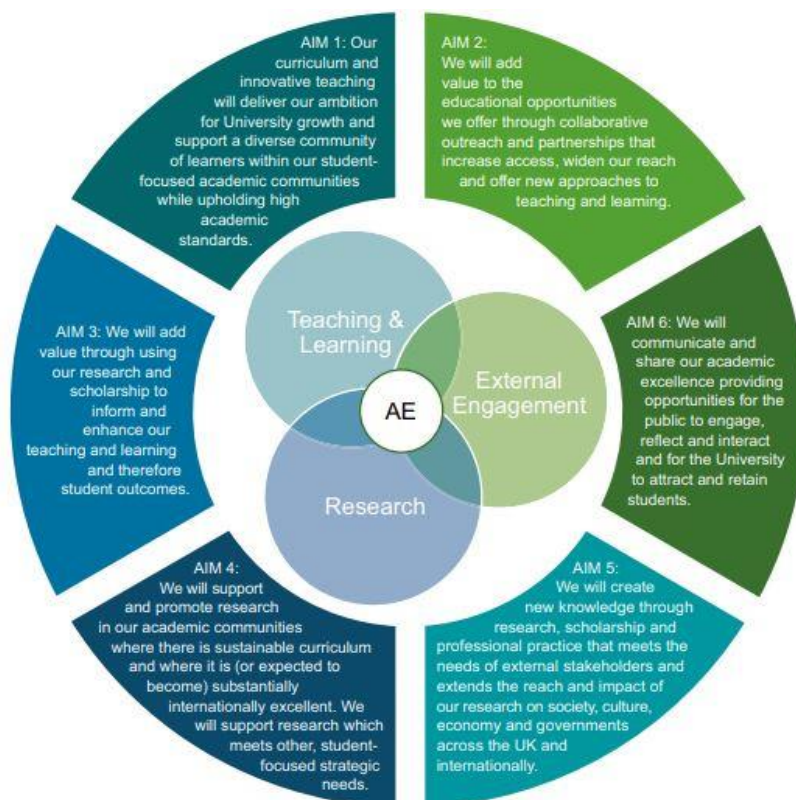 AIM 1: Our
curriculum and
innovative teaching
will deliver our ambition
for University growth and
support a diverse community
of learners within our student-
focused academic communities
while upholding high
academic
standards.
AIM 2:
We will add
value to the
educational opportunities
we offer through collaborative
outreach and partnerships that
increase access, widen our reach
and offer new approaches to
teaching and learning.
AIM 3: We will add
value through using
our research and
scholarship to
inform and
enhance our
teaching and learning
and therefore
student outcomes.
Teaching &
Learning
External
Engagement
AE
Research
AIM 6: We will
communicate and
share our academic
excellence providing
opportunities for the
public to engage,
reflect and interact
and for the University
to attract and retain
students.
AIM 4:
We will support
and promote research
in our academic communities
where there is sustainable curriculum
and where it is (or expected to
become) substantially
internationally excellent. We
will support research which
meets other, student-
focused strategic
needs.
AIM 5:
We will create
new knowledge through
research, scholarship and
professional practice that meets the
needs of external stakeholders and
extends the reach and impact of
our research on society, culture,
economy and governments
across the UK and
internationally.